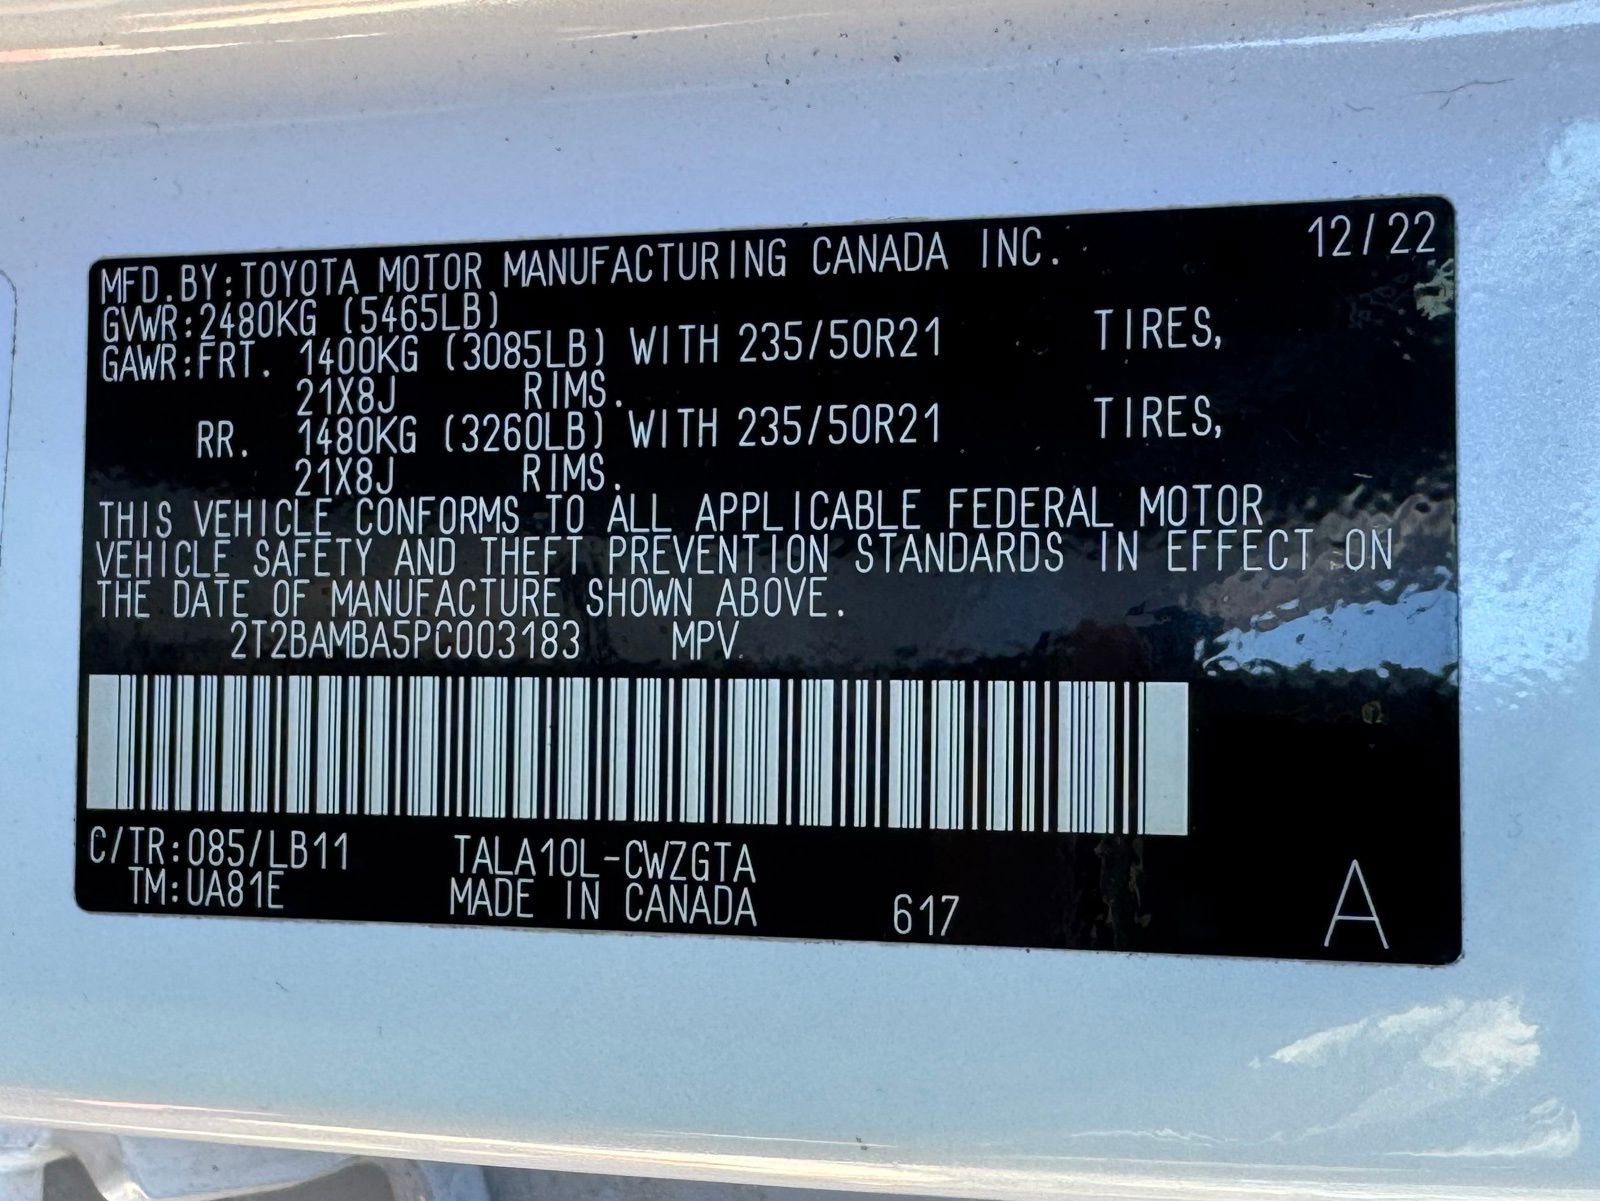 MFD.BY:TOYOTA MOTOR MANUFACTURING CANADA INC. 12/22
GVWR:2480KG (5465LB)
GAWR:FRT. 1400KG (3085LB) WITH 235/50R21 TIRES,
21X8J RIMS.
RR. 1480KG (3260LB) WITH 235/50R21 TIRES,
21X8J RIMS.
THIS VEHICLE CONFORMS TO ALL APPLICABLE FEDERAL MOTOR
VEHICLE SAFETY AND THEFT PREVENTION STANDARDS IN EFFECT ON
THE DATE OF MANUFACTURE SHOWN ABOVE.
2T2BAMBA5PC003183 MPV
C/TR:085/LB11 TALA10L-CWZGTA
TM:UA81E MADE IN CANADA 617 A